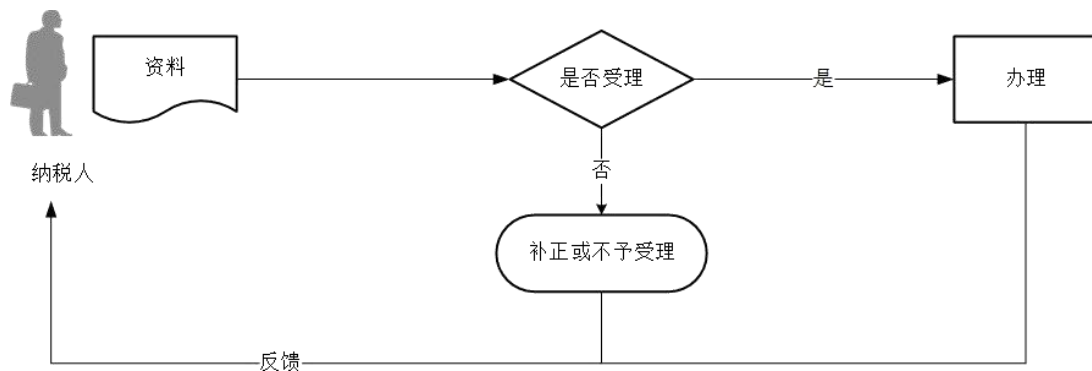 资料
是否受理
是
办理
纳税人
否
补正或不予受理
反馈